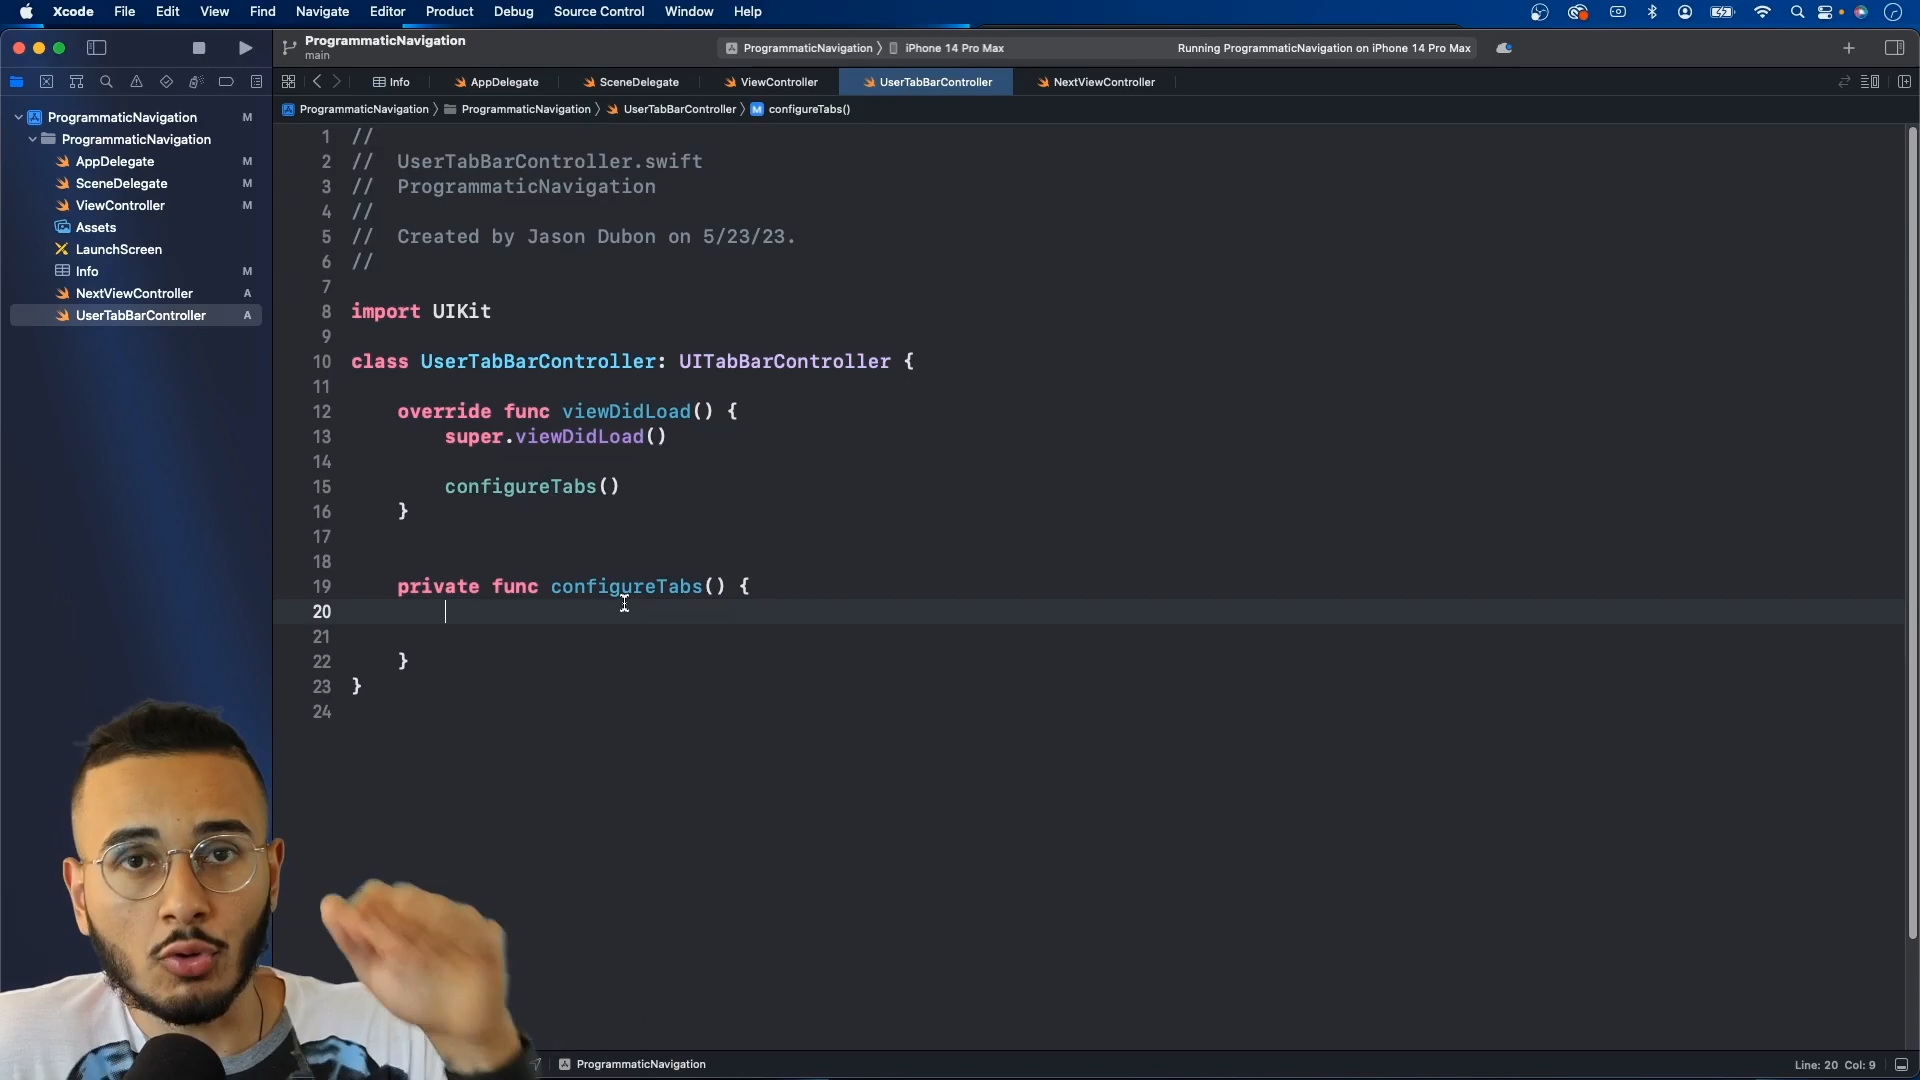 Xcode File Edit View Find Navigate Editor Product Debug Source Control Window Help
ProgrammaticNavigation
main
ProgrammaticNavigation 〉 iPhone 14 Pro Max
Running ProgrammaticNavigation on iPhone 14 Pro Max
Info AppDelegate SceneDelegate ViewController UserTabBarController NextViewController
ProgrammaticNavigation 〉 ProgrammaticNavigation 〉 UserTabBarController 〉 M configureTabs()
ProgrammaticNavigation M
ProgrammaticNavigation
AppDelegate M
SceneDelegate M
ViewController M
Assets
LaunchScreen
Info M
NextViewController A
UserTabBarController A
1 //
2 //  UserTabBarController.swift
3 //  ProgrammaticNavigation
4 //
5 //  Created by Jason Dubon on 5/23/23.
6 //
7
8 import UIKit
9
10 class UserTabBarController: UITabBarController {
11
12     override func viewDidLoad() {
13         super.viewDidLoad()
14
15         configureTabs()
16     }
17
18
19     private func configureTabs() {
20
21
22     }
23 }
24
ProgrammaticNavigation
Line: 20 Col: 9